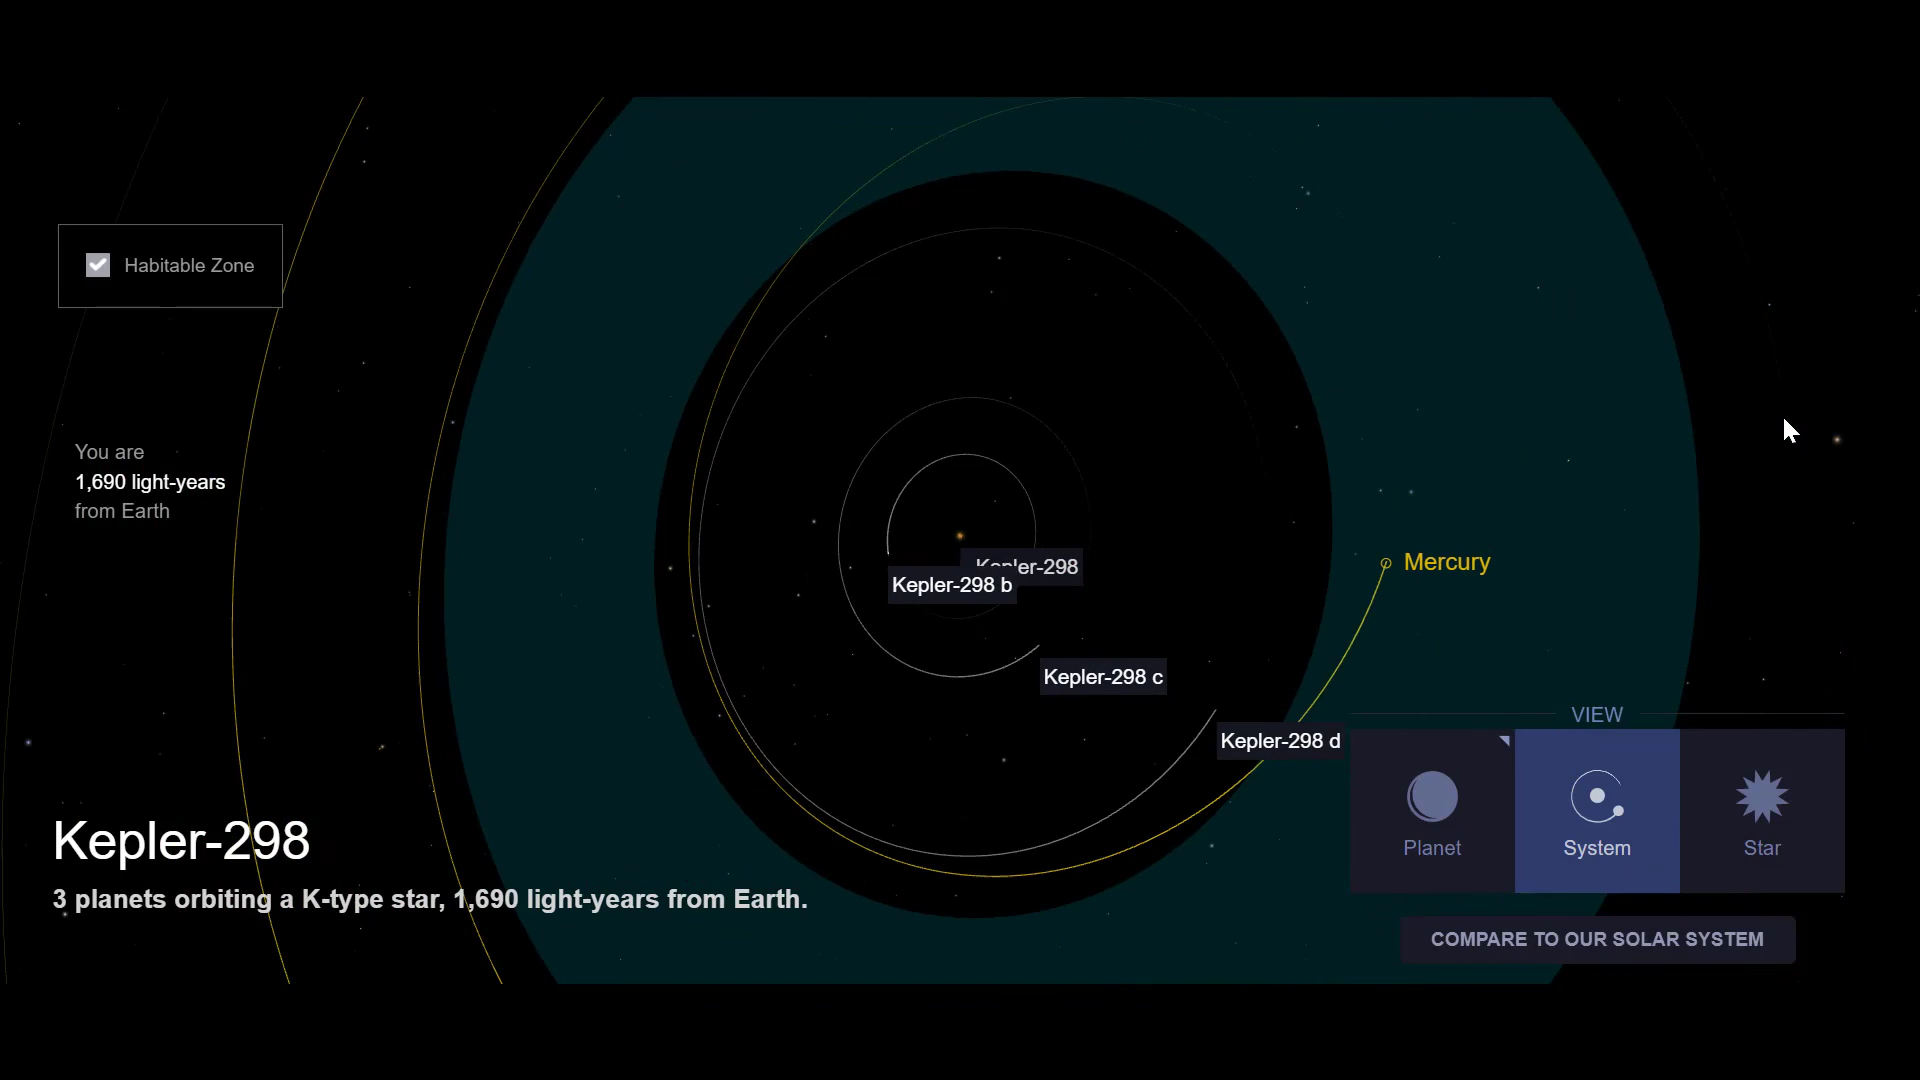 Habitable Zone
You are
1,690 light-years
from Earth
Kepler-298
Kepler-298 b
Mercury
Kepler-298 c
Kepler-298 d
VIEW
Planet
System
Star
Kepler-298
3 planets orbiting a K-type star, 1,690 light-years from Earth.
COMPARE TO OUR SOLAR SYSTEM